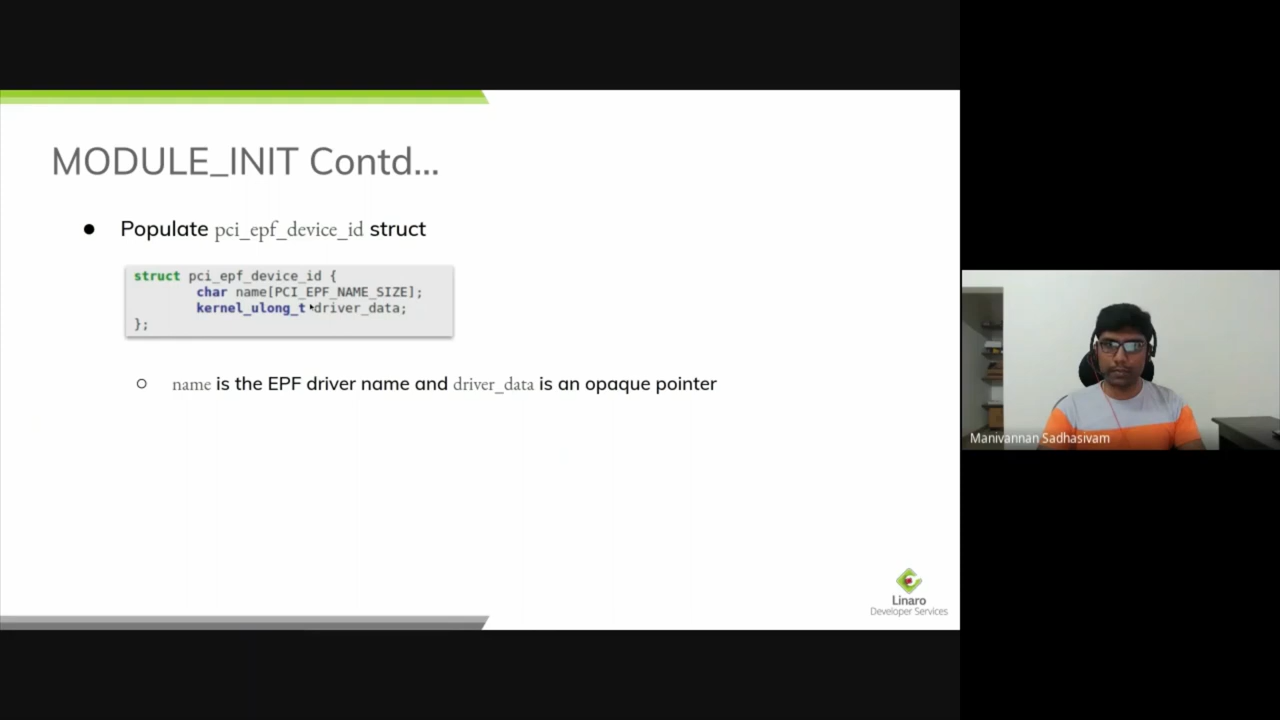 MODULE_INIT Contd...
● Populate pci_epf_device_id struct
struct pci_epf_device_id {
char name[PCI_EPF_NAME_SIZE];
kernel_ulong_t driver_data;
};
○ name is the EPF driver name and driver_data is an opaque pointer
Linaro
Developer Services
Manivannan Sadhasivam